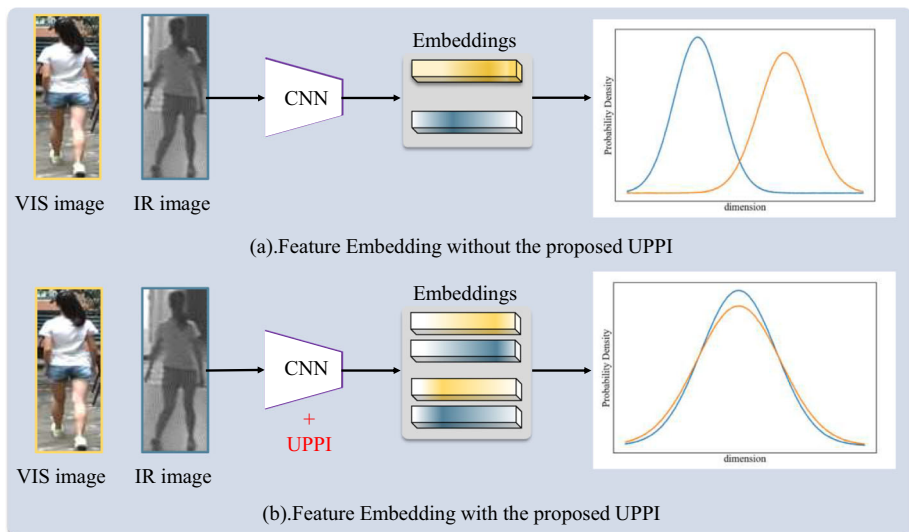 Embeddings
CNN
Probability Density
dimension
VIS image
IR image
(a).Feature Embedding without the proposed UPPI
Embeddings
CNN
+
UPPI
Probability Density
dimension
VIS image
IR image
(b).Feature Embedding with the proposed UPPI